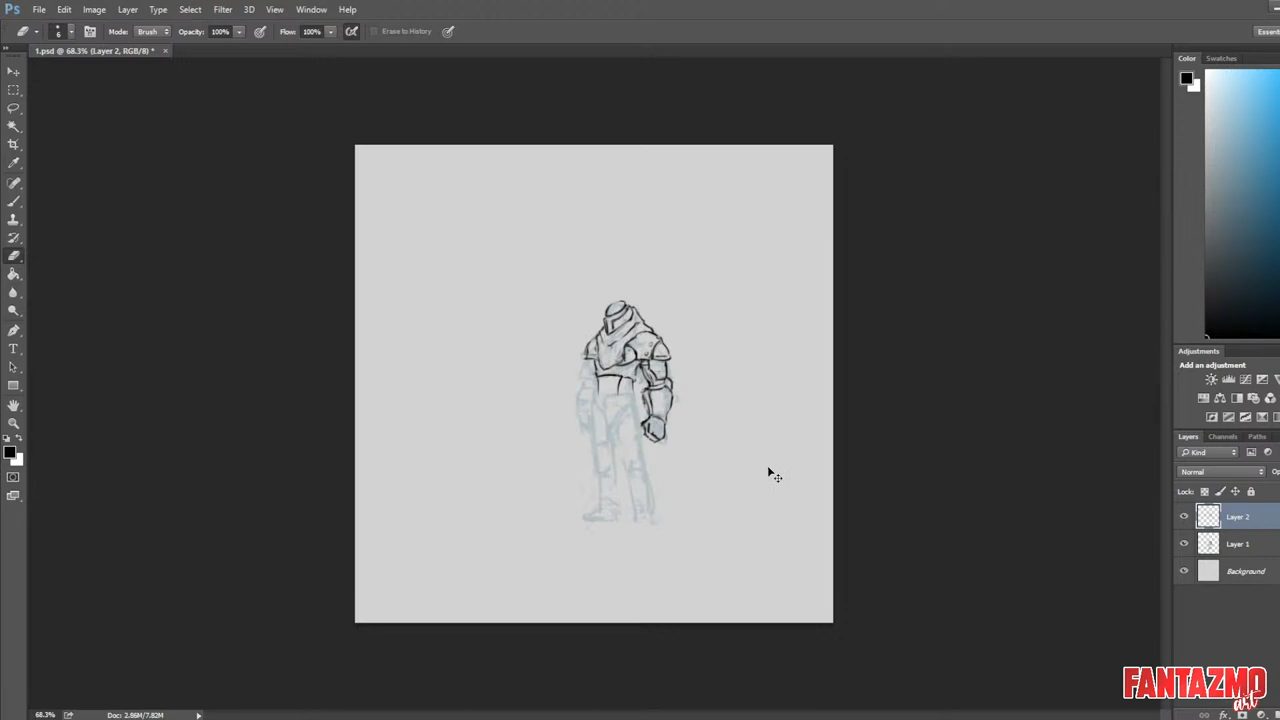 Ps File Edit Image Layer Type Select Filter 3D View Window Help
6 Mode: Brush Opacity: 100% Flow: 100% Erase to History
1.psd @ 68.3% (Layer 2, RGB/8) *
Color Swatches
Adjustments
Add an adjustment
Layers Channels Paths
Kind
Normal
Lock:
Layer 2
Layer 1
Background
FANTAZMO
art
68.3% Doc: 2.86M/7.82M